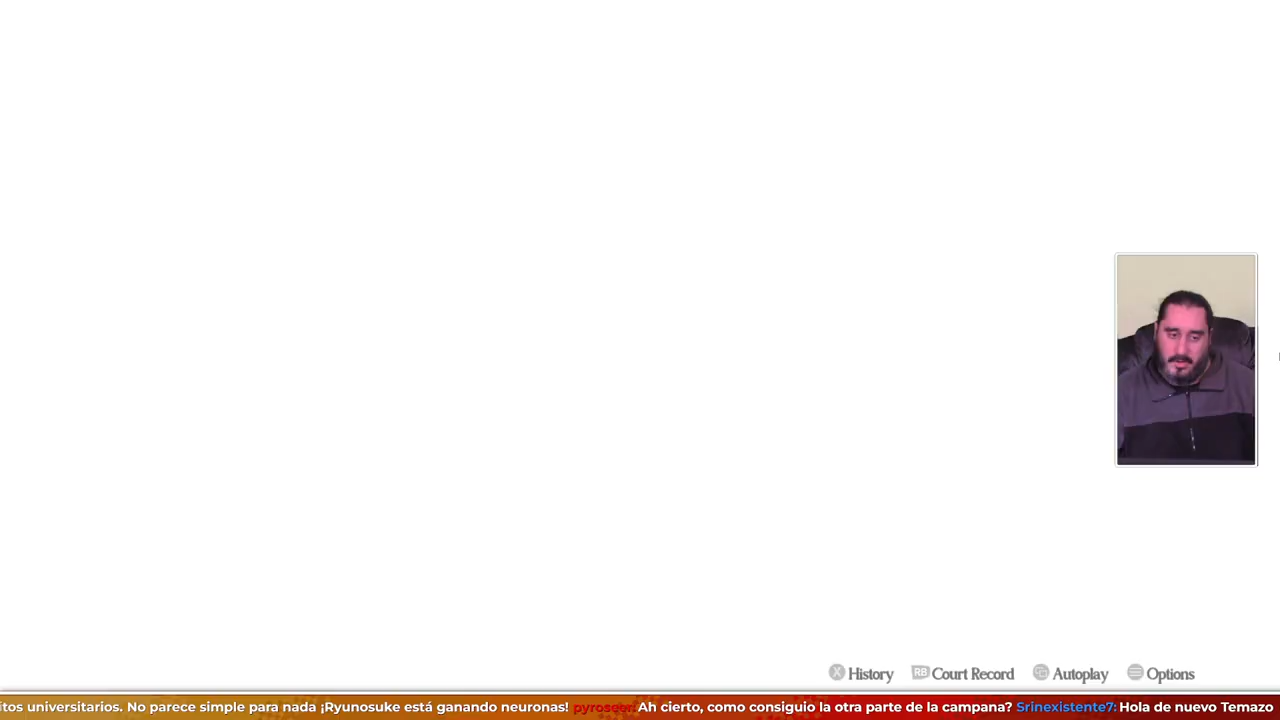 History Court Record Autoplay Options
itos universitarios. No parece simple para nada ¡Ryunosuke está ganando neuronas! pyroseer: Ah cierto, como consiguio la otra parte de la campana? Srinexistente7: Hola de nuevo Temazo